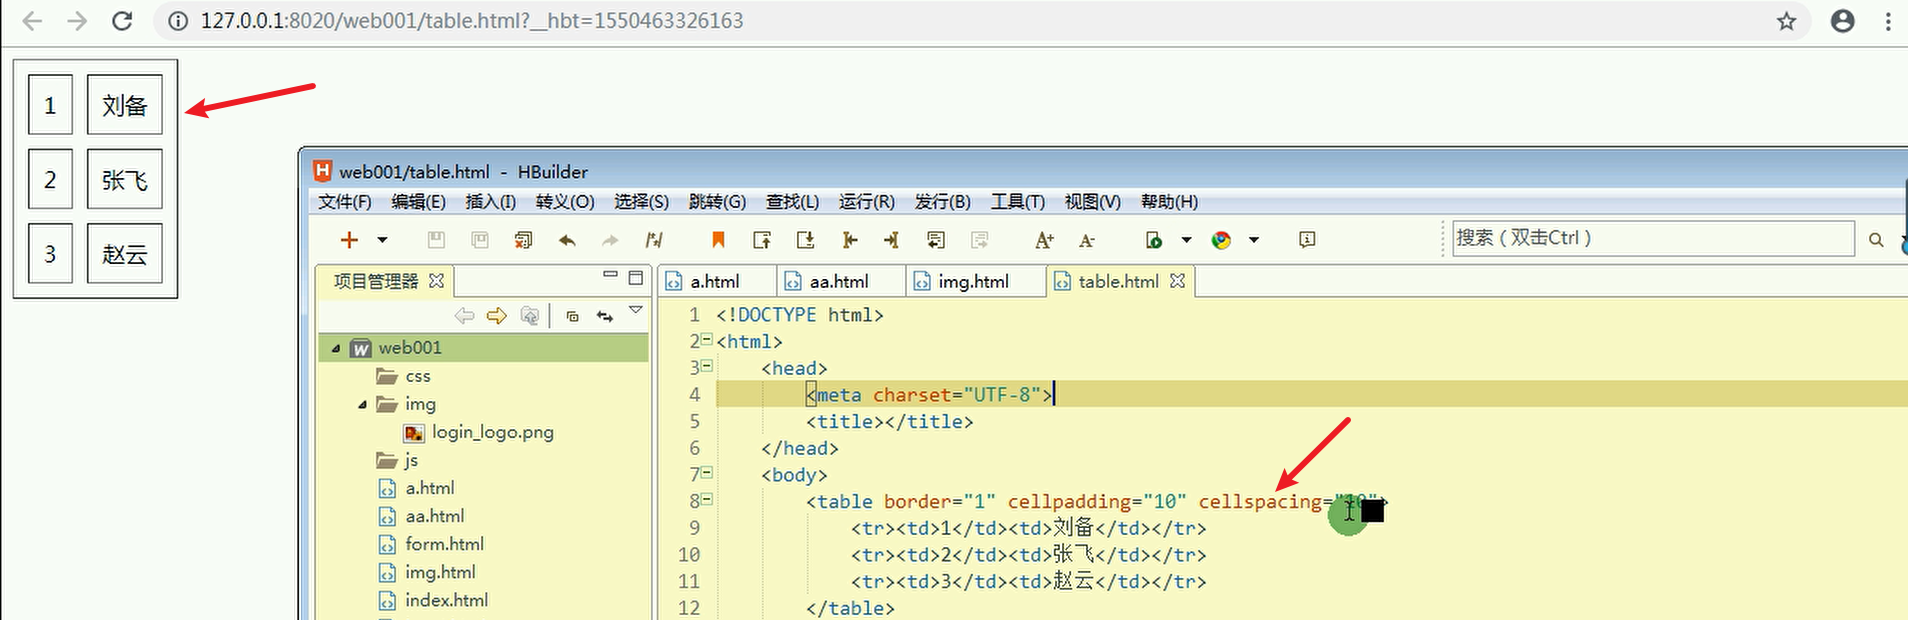 127.0.0.1:8020/web001/table.html?__hbt=1550463326163
1 刘备
2 张飞
3 赵云
web001/table.html - HBuilder
文件(F) 编辑(E) 插入(I) 转义(O) 选择(S) 跳转(G) 查找(L) 运行(R) 发行(B) 工具(T) 视图(V) 帮助(H)
搜索（双击Ctrl）
项目管理器
a.html aa.html img.html table.html
web001
css
img
login_logo.png
js
a.html
aa.html
form.html
img.html
index.html
1 <!DOCTYPE html>
2 <html>
3 <head>
4 <meta charset="UTF-8">
5 <title></title>
6 </head>
7 <body>
8 <table border="1" cellpadding="10" cellspacing="10">
9 <tr><td>1</td><td>刘备</td></tr>
10 <tr><td>2</td><td>张飞</td></tr>
11 <tr><td>3</td><td>赵云</td></tr>
12 </table>